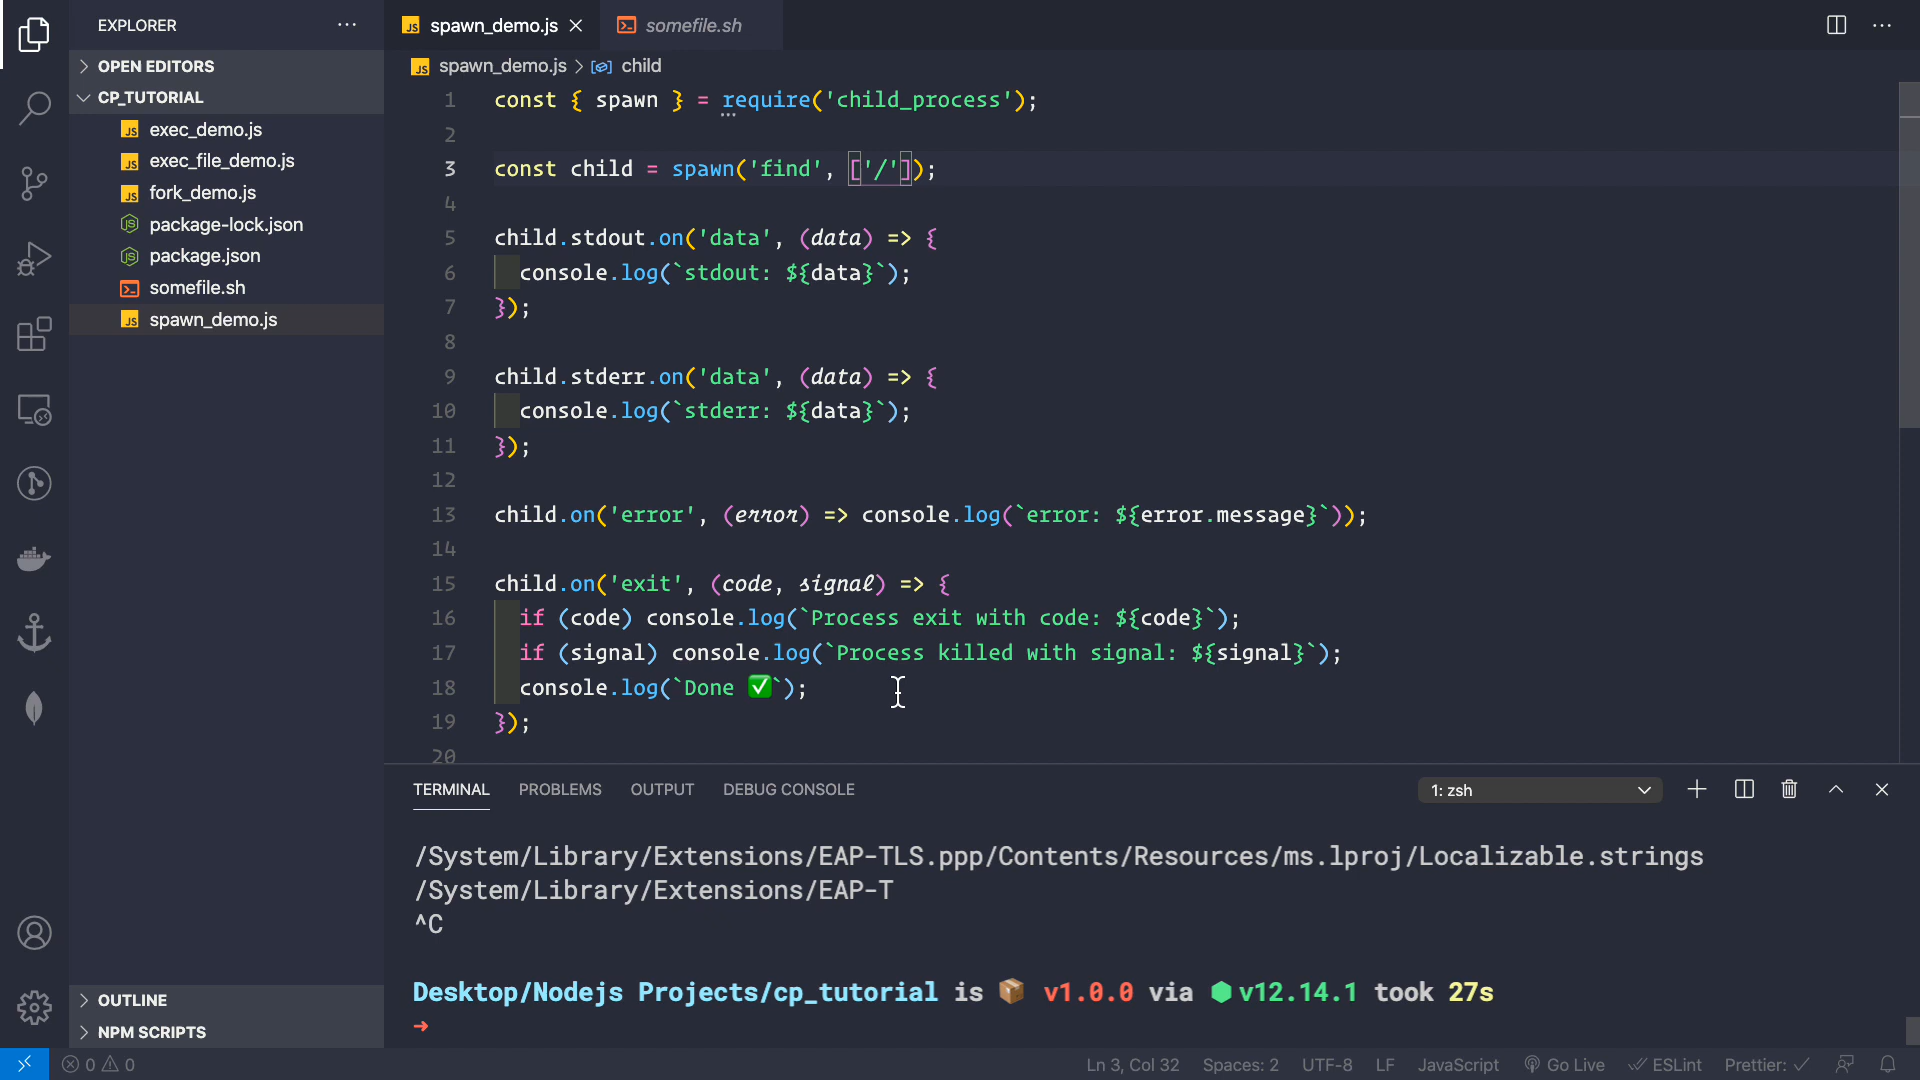 EXPLORER
OPEN EDITORS
CP_TUTORIAL
exec_demo.js
exec_file_demo.js
fork_demo.js
package-lock.json
package.json
somefile.sh
spawn_demo.js
OUTLINE
NPM SCRIPTS
spawn_demo.js
somefile.sh
spawn_demo.js > child
1 const { spawn } = require('child_process');
2
3 const child = spawn('find', ['/']);
4
5 child.stdout.on('data', (data) => {
6 console.log(`stdout: ${data}`);
7 });
8
9 child.stderr.on('data', (data) => {
10 console.log(`stderr: ${data}`);
11 });
12
13 child.on('error', (error) => console.log(`error: ${error.message}`));
14
15 child.on('exit', (code, signal) => {
16 if (code) console.log(`Process exit with code: ${code}`);
17 if (signal) console.log(`Process killed with signal: ${signal}`);
18 console.log(`Done ✅`);
19 });
20
TERMINAL PROBLEMS OUTPUT DEBUG CONSOLE 1: zsh
/System/Library/Extensions/EAP-TLS.ppp/Contents/Resources/ms.lproj/Localizable.strings
/System/Library/Extensions/EAP-T
^C
Desktop/Nodejs Projects/cp_tutorial is 📦 v1.0.0 via ⬢ v12.14.1 took 27s
➜
0 0 Ln 3, Col 32 Spaces: 2 UTF-8 LF JavaScript Go Live ESLint Prettier: ✓